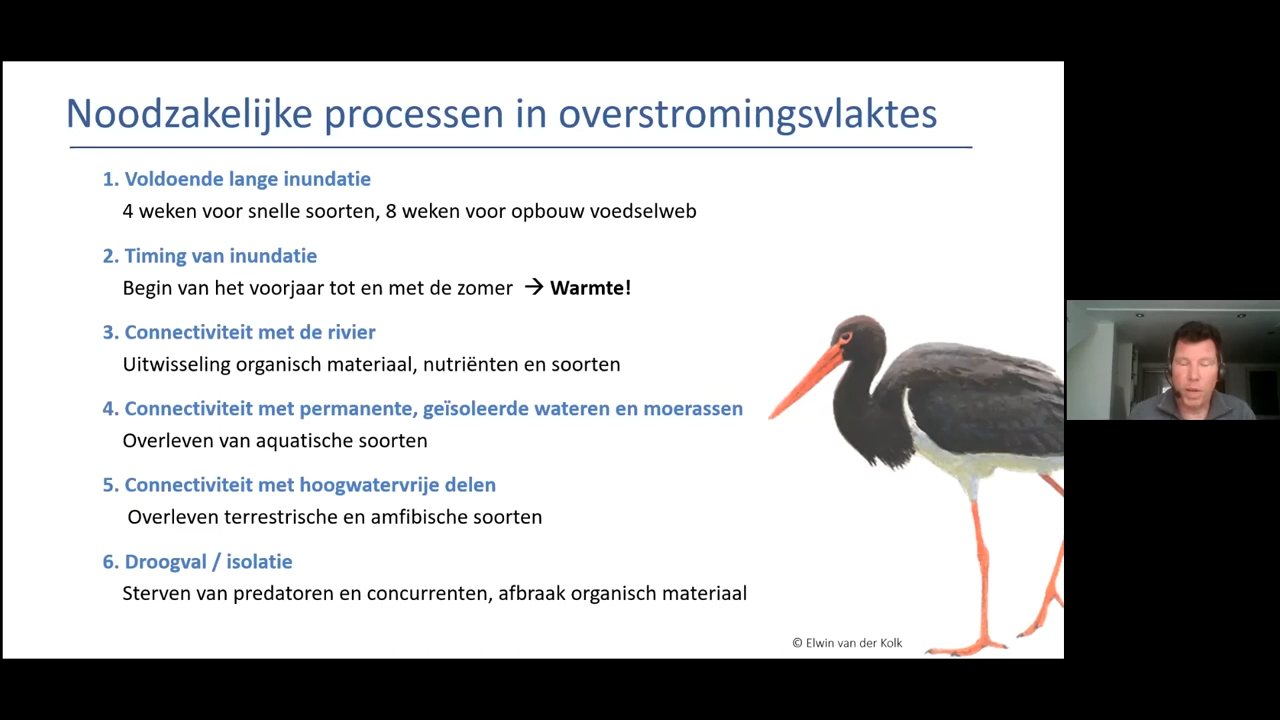 Noodzakelijke processen in overstromingsvlaktes
1. Voldoende lange inundatie
4 weken voor snelle soorten, 8 weken voor opbouw voedselweb
2. Timing van inundatie
Begin van het voorjaar tot en met de zomer → Warmte!
3. Connectiviteit met de rivier
Uitwisseling organisch materiaal, nutriënten en soorten
4. Connectiviteit met permanente, geïsoleerde wateren en moerassen
Overleven van aquatische soorten
5. Connectiviteit met hoogwatervrije delen
Overleven terrestrische en amfibische soorten
6. Droogval / isolatie
Sterven van predatoren en concurrenten, afbraak organisch materiaal
© Elwin van der Kolk